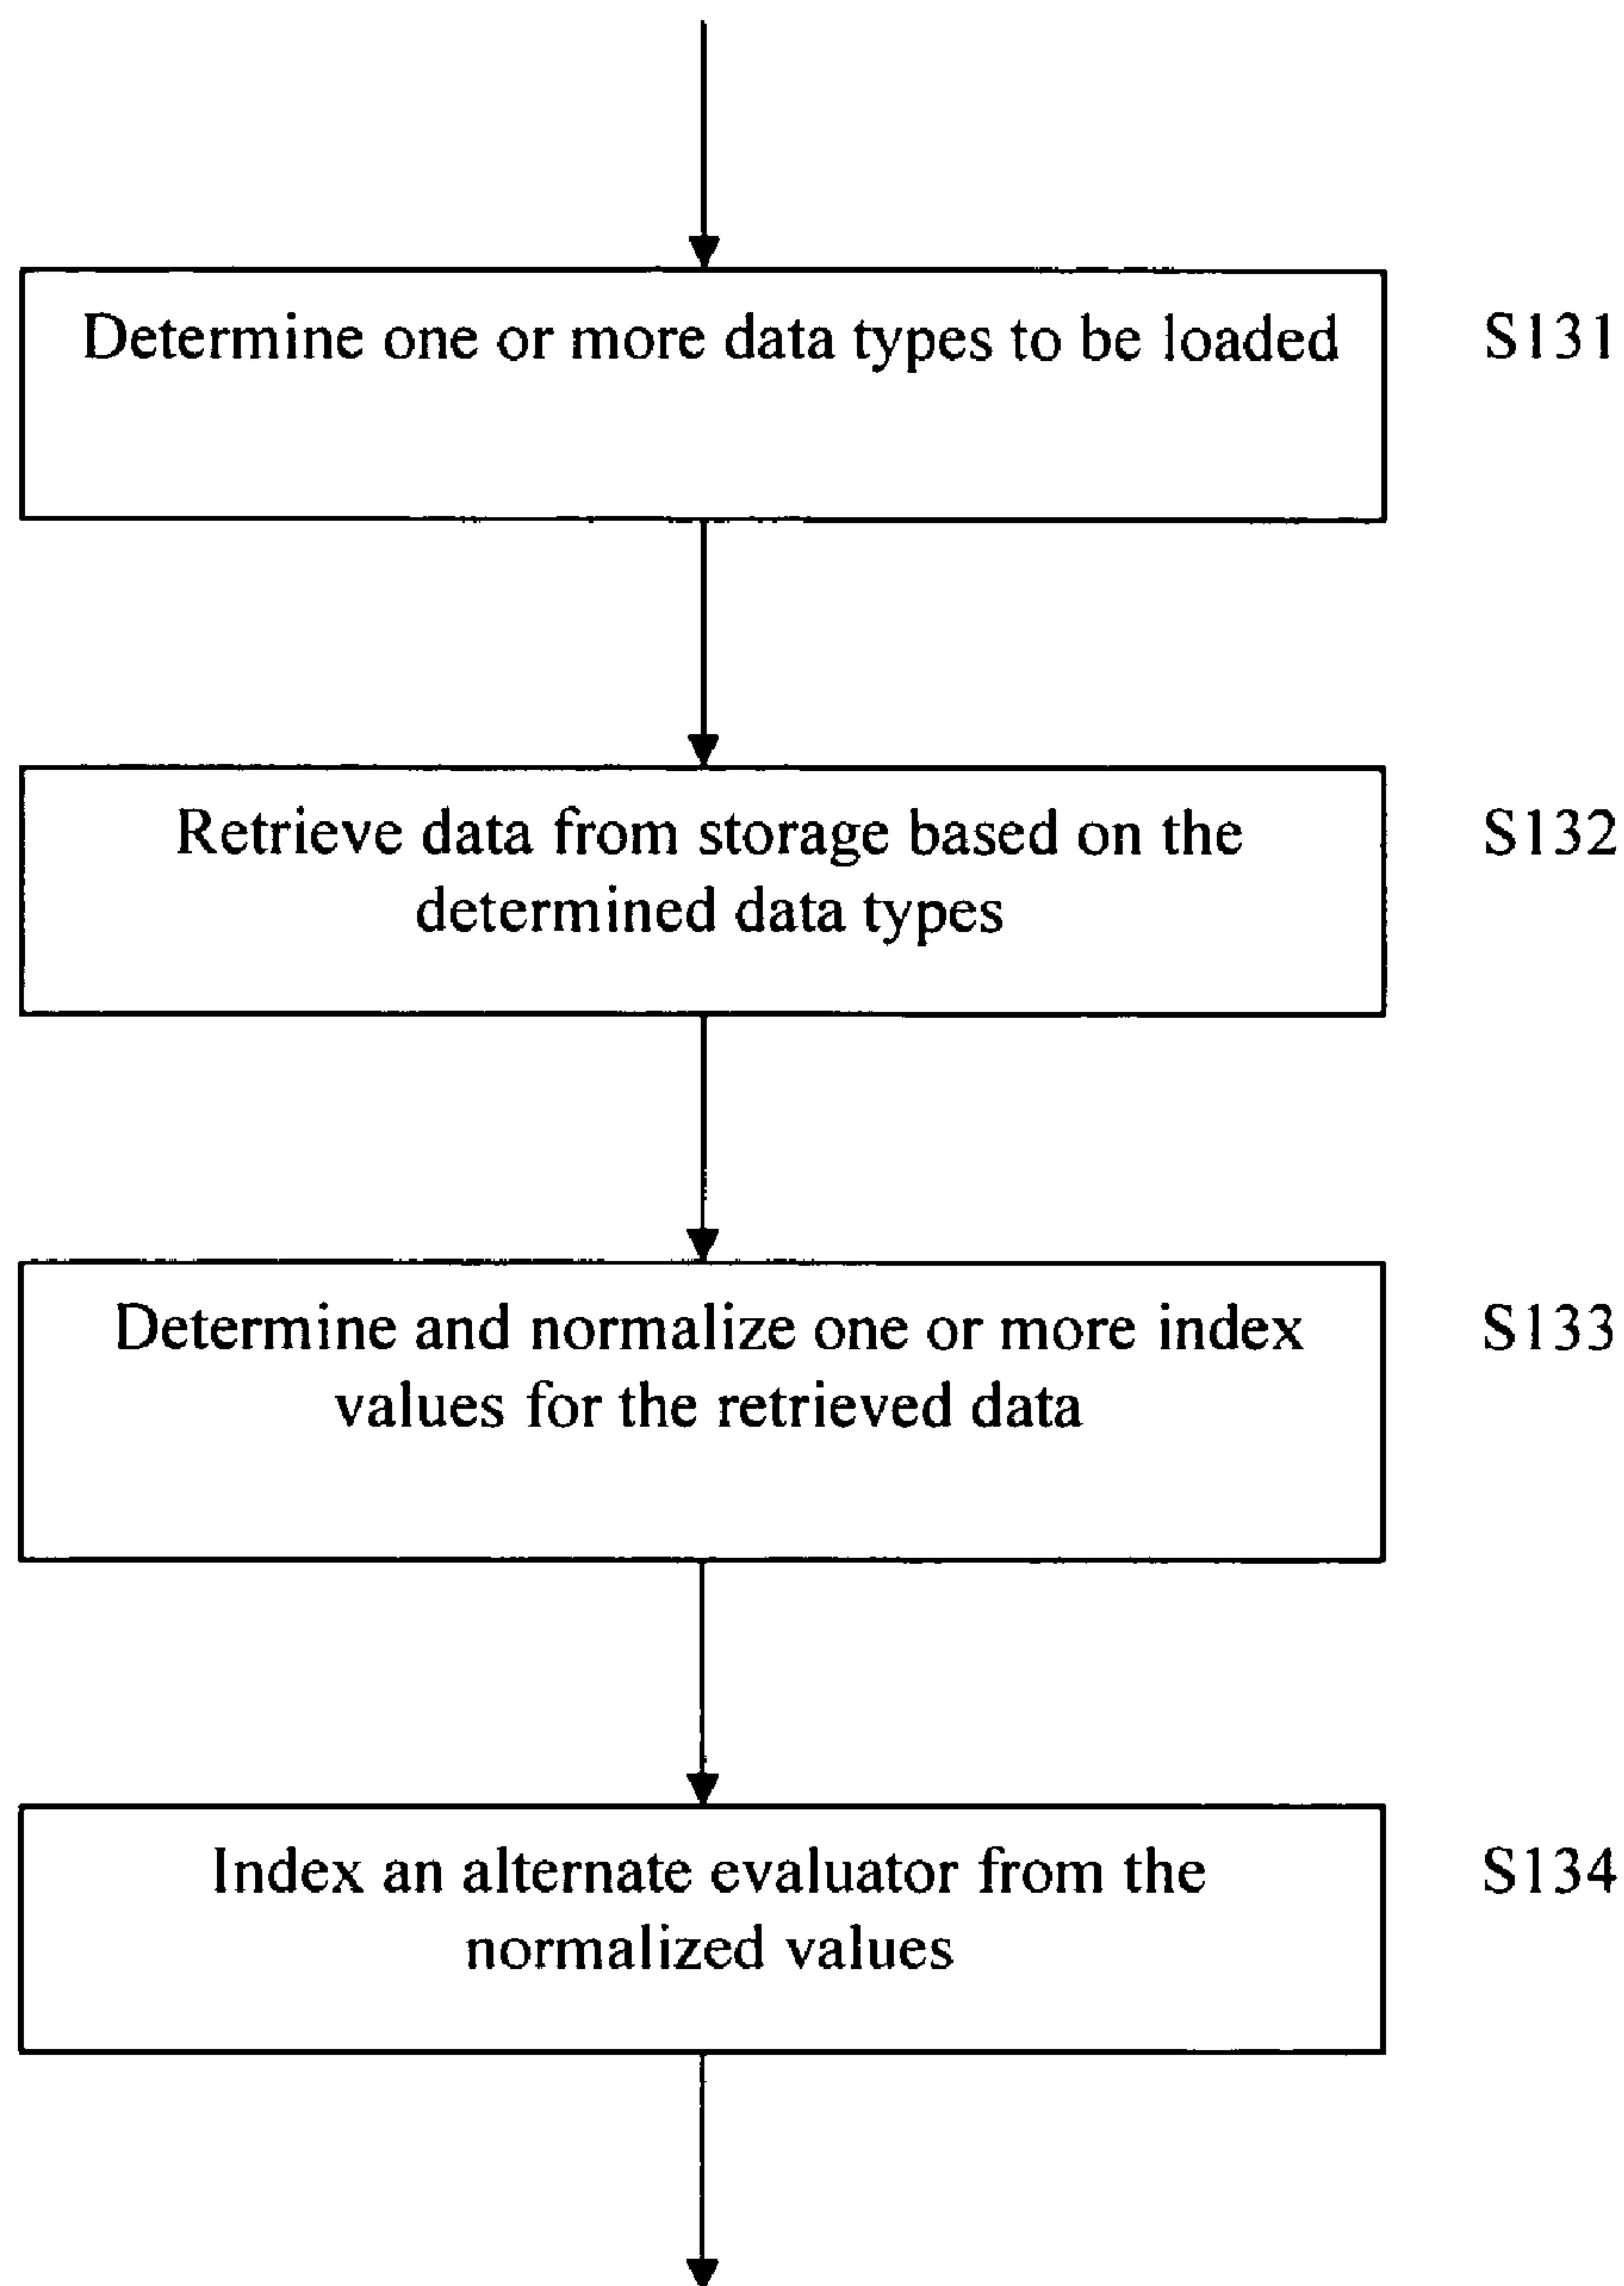 Determine one or more data types to be loaded
S131
Retrieve data from storage based on the
determined data types
S132
Determine and normalize one or more index
values for the retrieved data
S133
Index an alternate evaluator from the
normalized values
S134